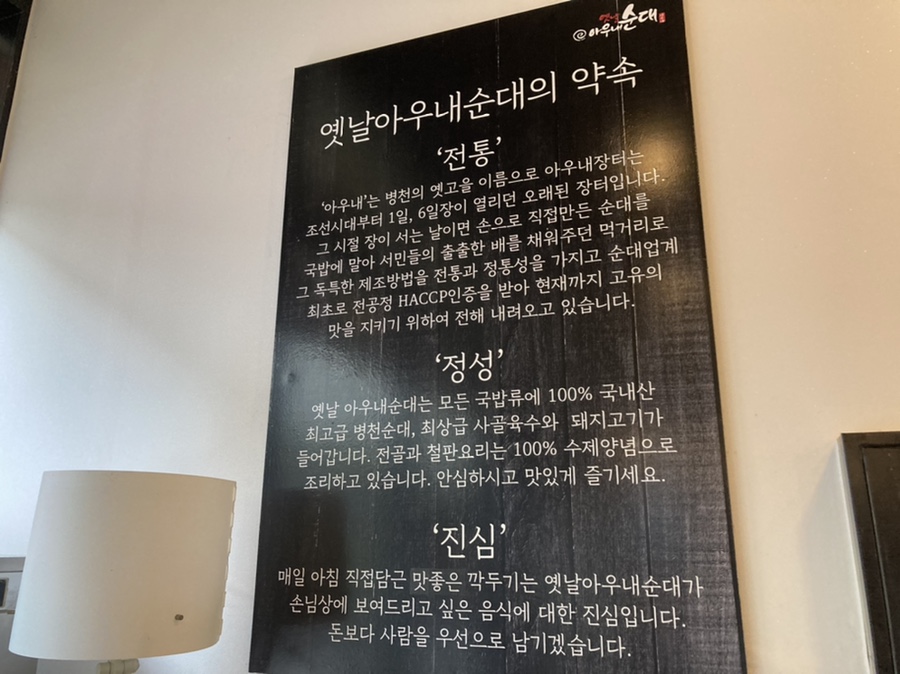 옛날 순대
@아우내
옛날아우내순대의 약속
‘전통’
‘아우내’는 병천의 옛고을 이름으로 아우내장터는
조선시대부터 1일, 6일장이 열리던 오래된 장터입니다.
그 시절 장이 서는 날이면 손으로 직접만든 순대를
국밥에 말아 서민들의 출출한 배를 채워주던 먹거리로
그 독특한 제조방법을 전통과 정통성을 가지고 순대업계
최초로 전공정 HACCP인증을 받아 현재까지 고유의
맛을 지키기 위하여 전해 내려오고 있습니다.
‘정성’
옛날 아우내순대는 모든 국밥류에 100% 국내산
최고급 병천순대, 최상급 사골육수와 돼지고기가
들어갑니다. 전골과 철판요리는 100% 수제양념으로
조리하고 있습니다. 안심하시고 맛있게 즐기세요.
‘진심’
매일 아침 직접담근 맛좋은 깍두기는 옛날아우내순대가
손님상에 보여드리고 싶은 음식에 대한 진심입니다.
돈보다 사람을 우선으로 남기겠습니다.